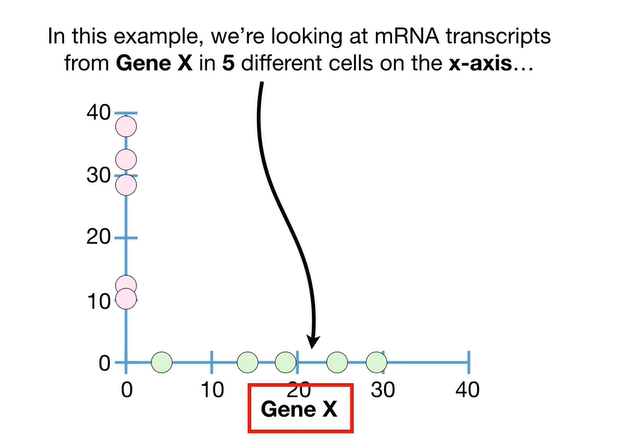 In this example, we're looking at mRNA transcripts
from Gene X in 5 different cells on the x-axis…
40
30
20
10
0
0 10 20 30 40
Gene X